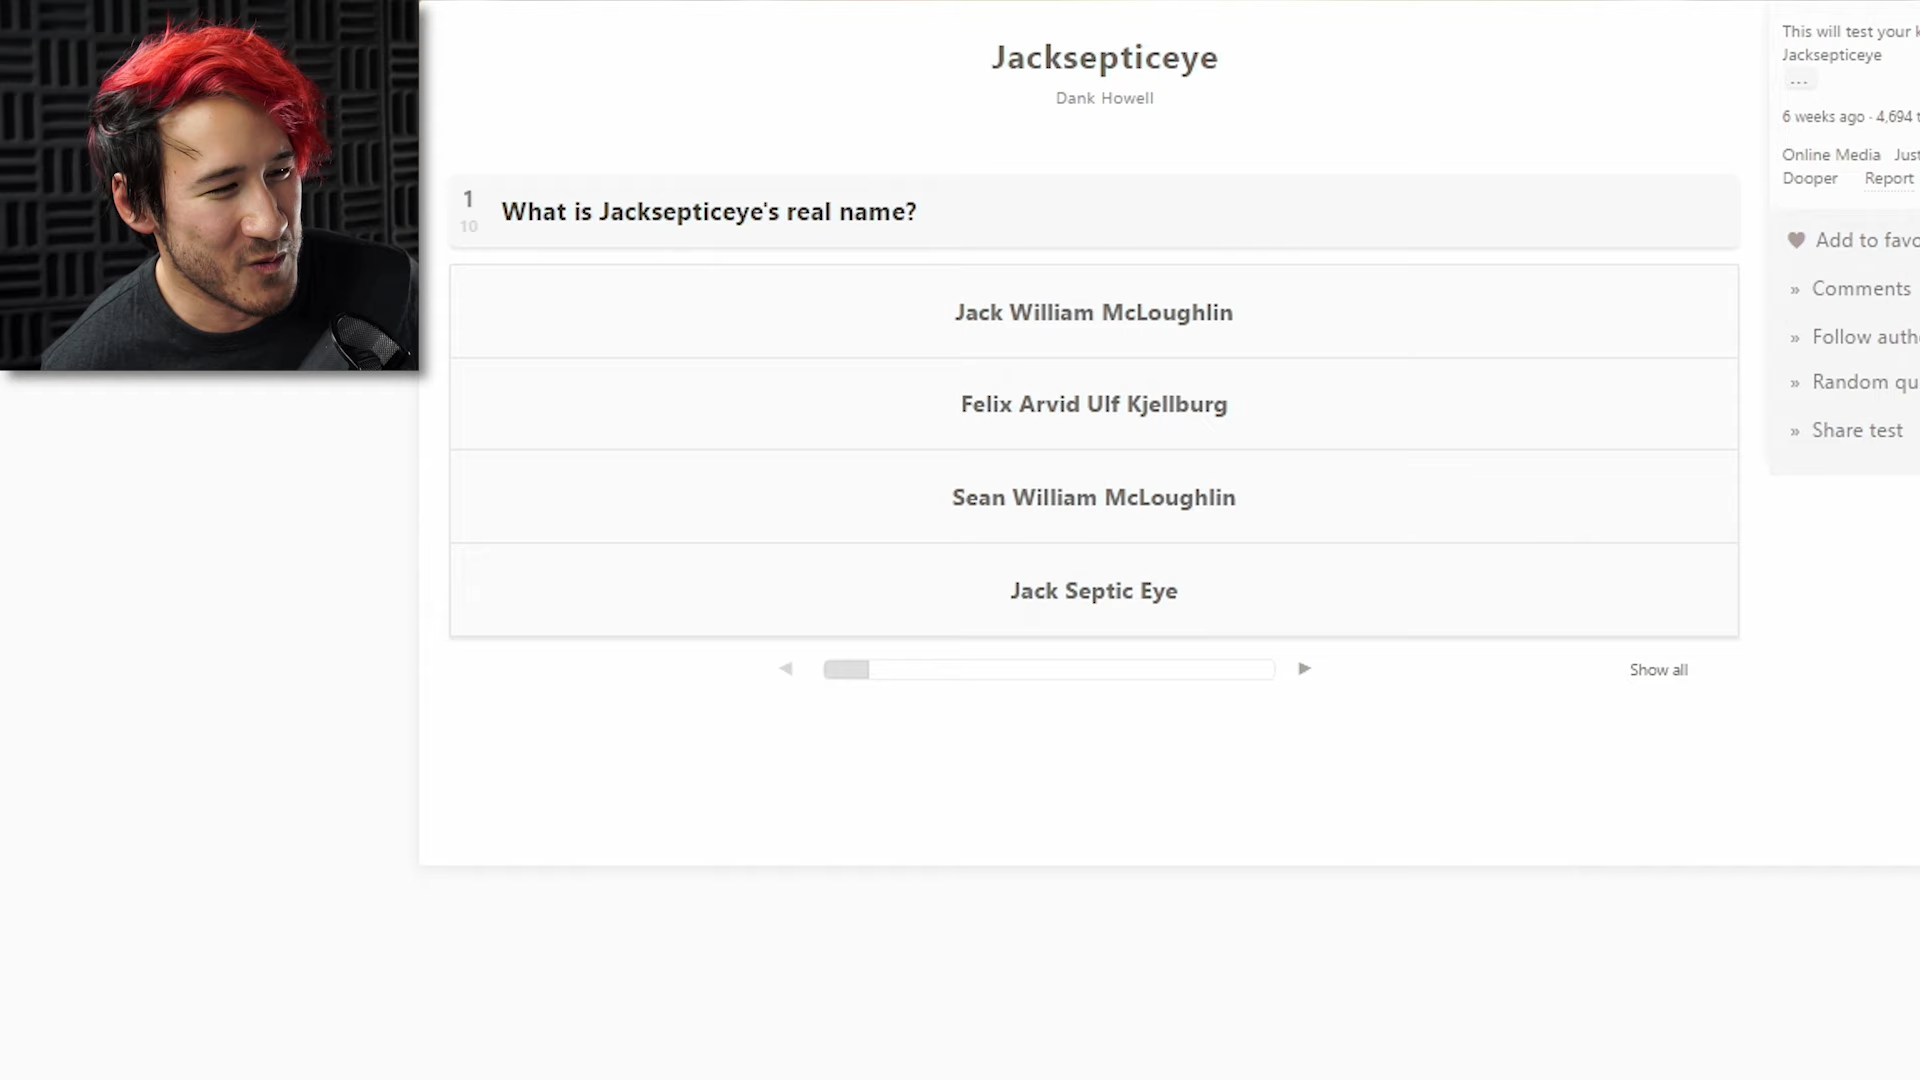 Jacksepticeye
Dank Howell
1
10
What is Jacksepticeye's real name?
Jack William McLoughlin
Felix Arvid Ulf Kjellburg
Sean William McLoughlin
Jack Septic Eye
◀
▶
Show all
This will test your
Jacksepticeye
...
6 weeks ago - 4,694
Online Media Just
Dooper Report
Add to favo
» Comments
» Follow auth
» Random qu
» Share test